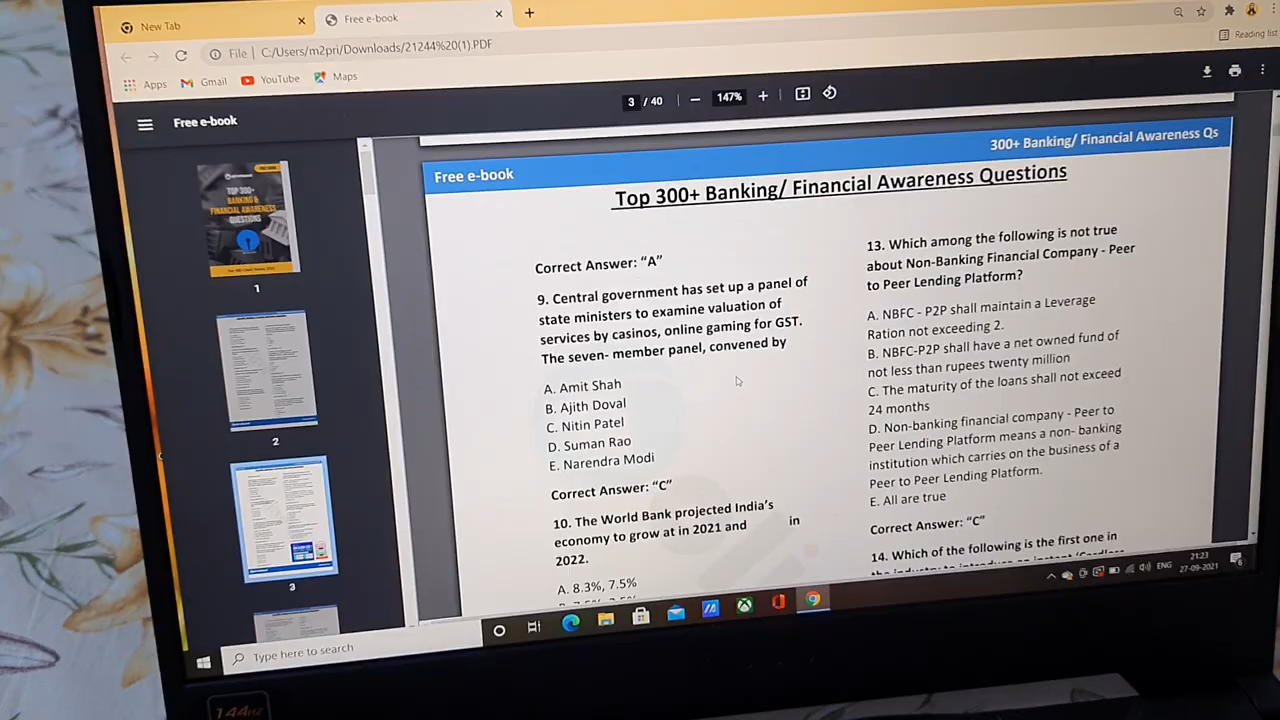 New Tab
Free e-book
File | C:/Users/m2pri/Downloads/21244%20(1).PDF
Reading list
Apps
Gmail
YouTube
Maps
Free e-book
3 / 40
147%
TOP 300+
BANKING &
FINANCIAL AWARENESS
QUESTIONS
1
2
3
Free e-book
300+ Banking/ Financial Awareness Qs
Top 300+ Banking/ Financial Awareness Questions
Correct Answer: “A”
9. Central government has set up a panel of
state ministers to examine valuation of
services by casinos, online gaming for GST.
The seven- member panel, convened by
A. Amit Shah
B. Ajith Doval
C. Nitin Patel
D. Suman Rao
E. Narendra Modi
Correct Answer: “C”
10. The World Bank projected India’s
economy to grow at in 2021 and in
2022.
A. 8.3%, 7.5%
13. Which among the following is not true
about Non-Banking Financial Company - Peer
to Peer Lending Platform?
A. NBFC - P2P shall maintain a Leverage
Ration not exceeding 2.
B. NBFC-P2P shall have a net owned fund of
not less than rupees twenty million
C. The maturity of the loans shall not exceed
24 months
D. Non-banking financial company - Peer to
Peer Lending Platform means a non- banking
institution which carries on the business of a
Peer to Peer Lending Platform.
E. All are true
Correct Answer: “C”
14. Which of the following is the first one in
Type here to search
ENG
21:23
27-09-2021
144HZ